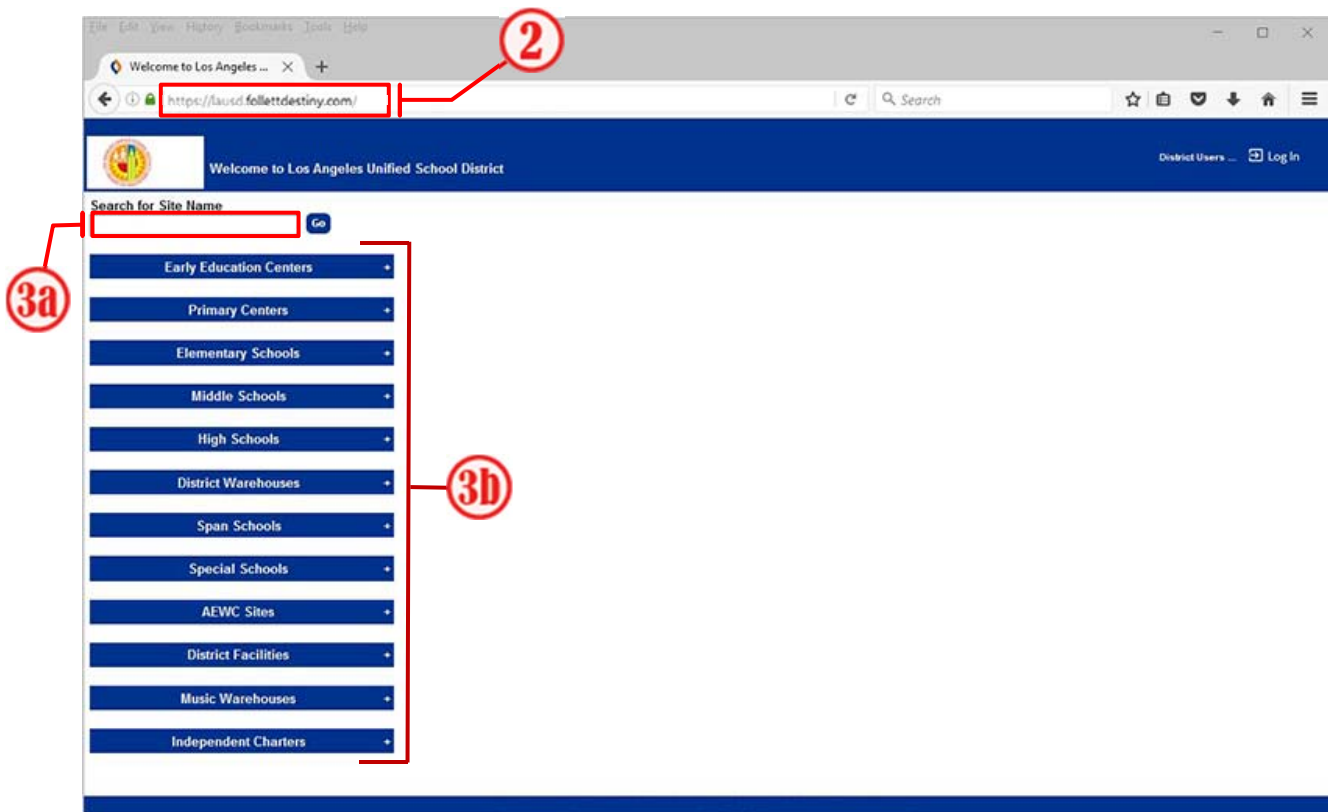 File Edit View History Bookmarks Tools Help
2
Welcome to Los Angeles ...
https://lausd.follettdestiny.com/
Search
Welcome to Los Angeles Unified School District
District Users ... Log In
Search for Site Name
Go
3a
Early Education Centers +
Primary Centers +
Elementary Schools +
Middle Schools +
High Schools +
District Warehouses +
3b
Span Schools +
Special Schools +
AEWC Sites +
District Facilities +
Music Warehouses +
Independent Charters +